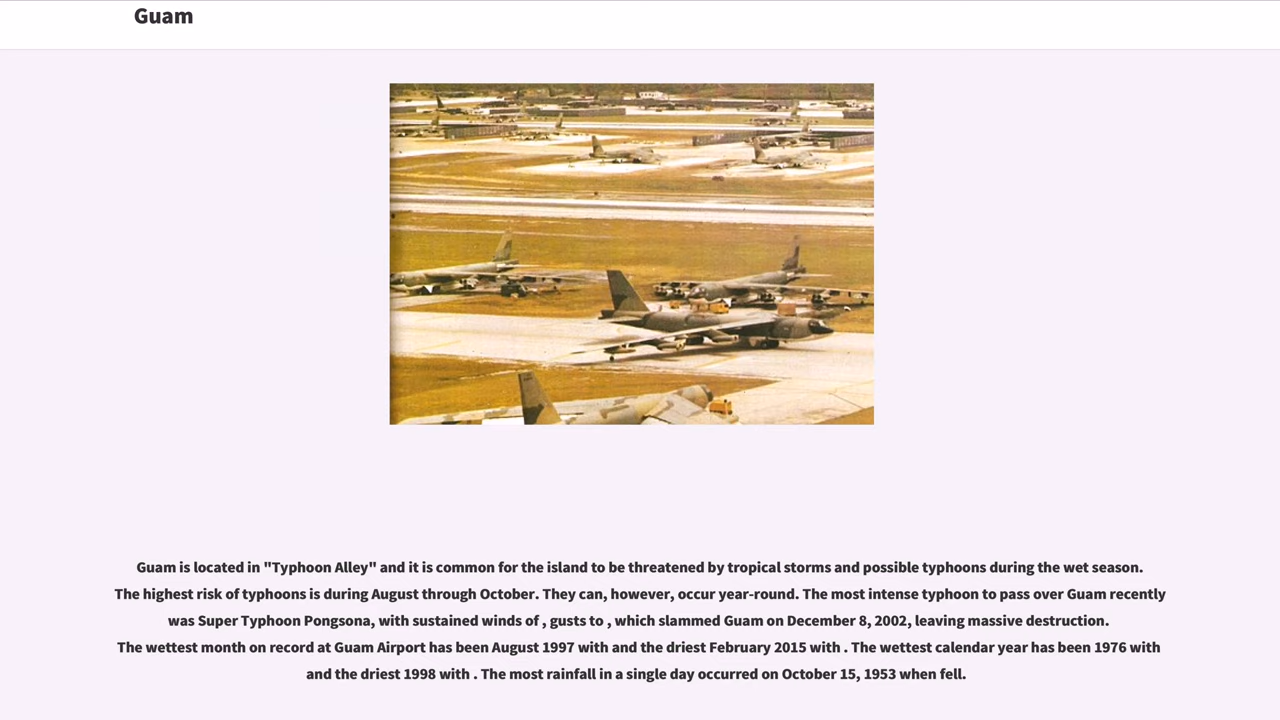 Guam
Guam is located in "Typhoon Alley" and it is common for the island to be threatened by tropical storms and possible typhoons during the wet season.
The highest risk of typhoons is during August through October. They can, however, occur year-round. The most intense typhoon to pass over Guam recently
was Super Typhoon Pongsona, with sustained winds of , gusts to , which slammed Guam on December 8, 2002, leaving massive destruction.
The wettest month on record at Guam Airport has been August 1997 with and the driest February 2015 with . The wettest calendar year has been 1976 with
and the driest 1998 with . The most rainfall in a single day occurred on October 15, 1953 when fell.